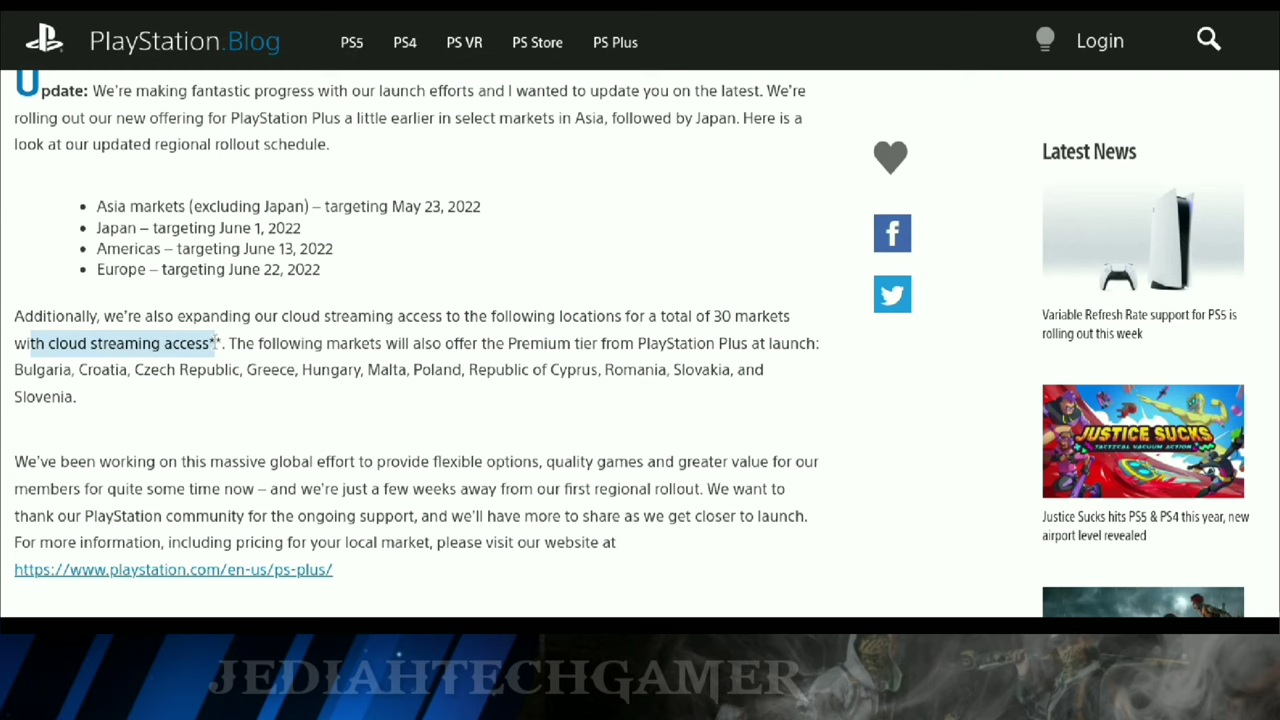 PlayStation.Blog
PS5
PS4
PS VR
PS Store
PS Plus
Login
Update: We're making fantastic progress with our launch efforts and I wanted to update you on the latest. We're
rolling out our new offering for PlayStation Plus a little earlier in select markets in Asia, followed by Japan. Here is a
look at our updated regional rollout schedule.
• Asia markets (excluding Japan) – targeting May 23, 2022
• Japan – targeting June 1, 2022
• Americas – targeting June 13, 2022
• Europe – targeting June 22, 2022
Additionally, we're also expanding our cloud streaming access to the following locations for a total of 30 markets
with cloud streaming access**. The following markets will also offer the Premium tier from PlayStation Plus at launch:
Bulgaria, Croatia, Czech Republic, Greece, Hungary, Malta, Poland, Republic of Cyprus, Romania, Slovakia, and
Slovenia.
We've been working on this massive global effort to provide flexible options, quality games and greater value for our
members for quite some time now – and we're just a few weeks away from our first regional rollout. We want to
thank our PlayStation community for the ongoing support, and we'll have more to share as we get closer to launch.
For more information, including pricing for your local market, please visit our website at
https://www.playstation.com/en-us/ps-plus/
Latest News
Variable Refresh Rate support for PS5 is
rolling out this week
JUSTICE SUCKS
TACTICAL VACUUM ACTION
Justice Sucks hits PS5 & PS4 this year, new
airport level revealed
JEDIAHTECHGAMER